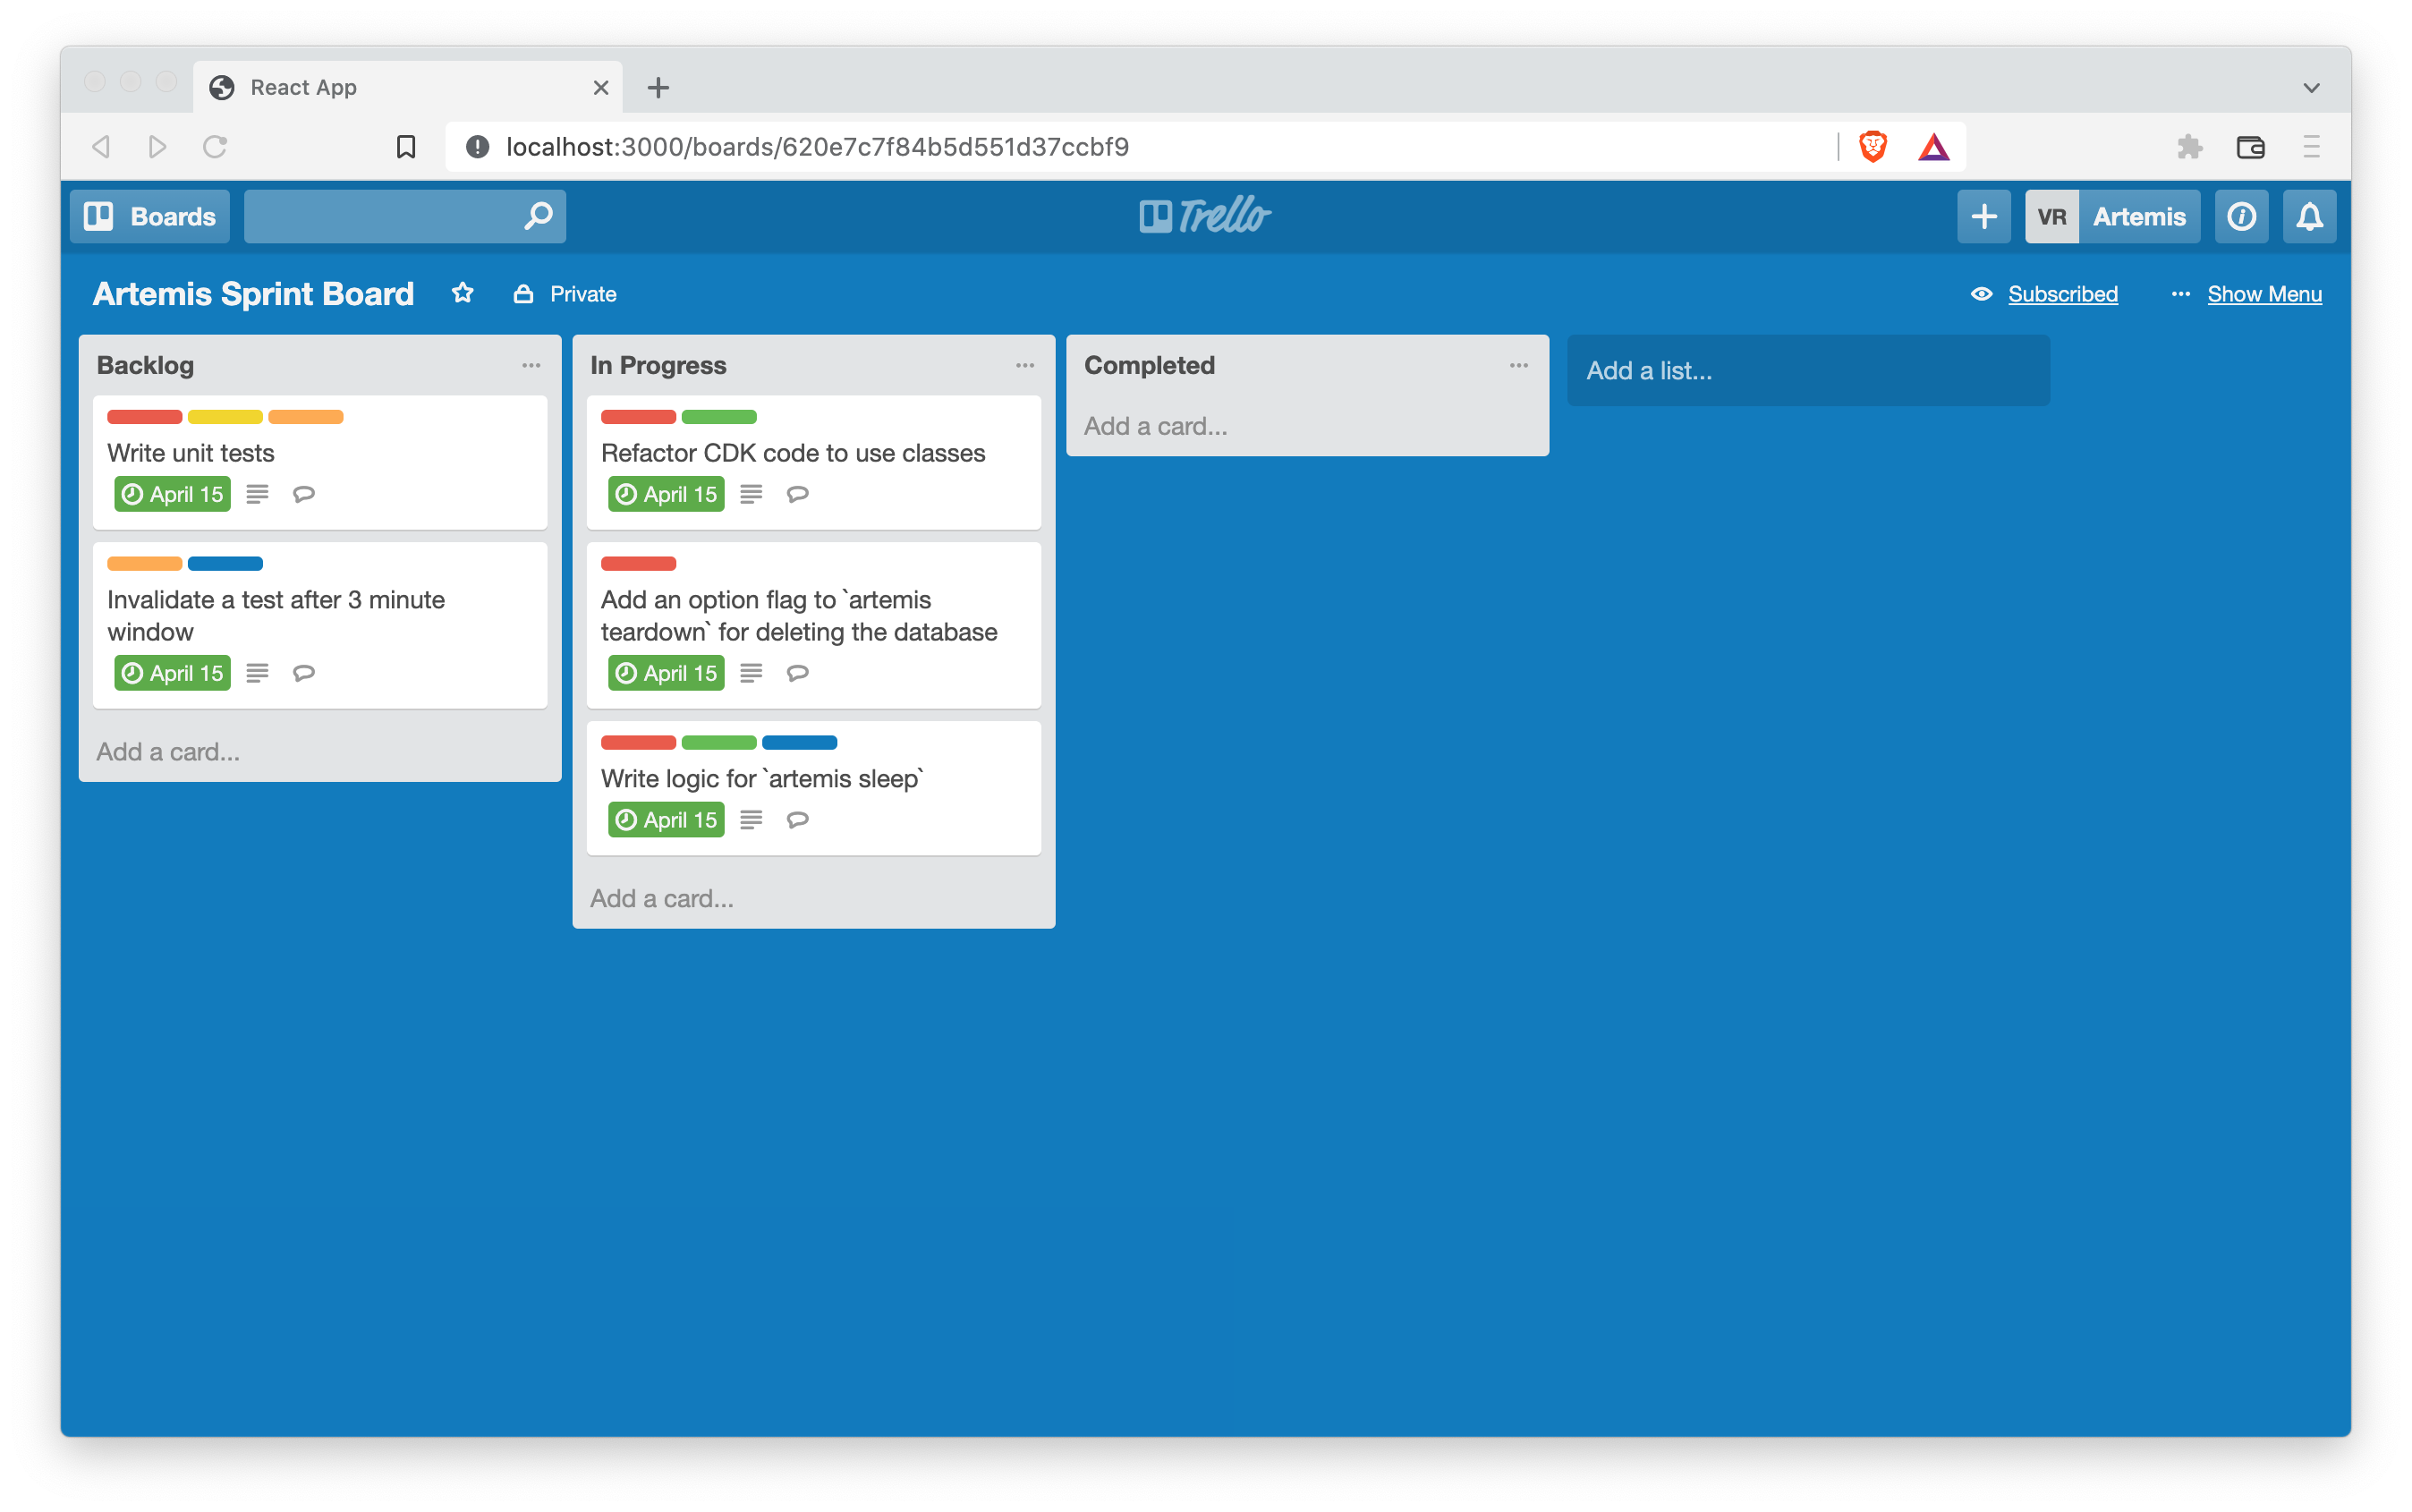 React App
localhost:3000/boards/620e7c7f84b5d551d37ccbf9
Boards
Trello
VR Artemis
Artemis Sprint Board
Private
Subscribed
... Show Menu
Backlog
Write unit tests
April 15
Invalidate a test after 3 minute
window
April 15
Add a card...
In Progress
Refactor CDK code to use classes
April 15
Add an option flag to `artemis
teardown` for deleting the database
April 15
Write logic for `artemis sleep`
April 15
Add a card...
Completed
Add a card...
Add a list...